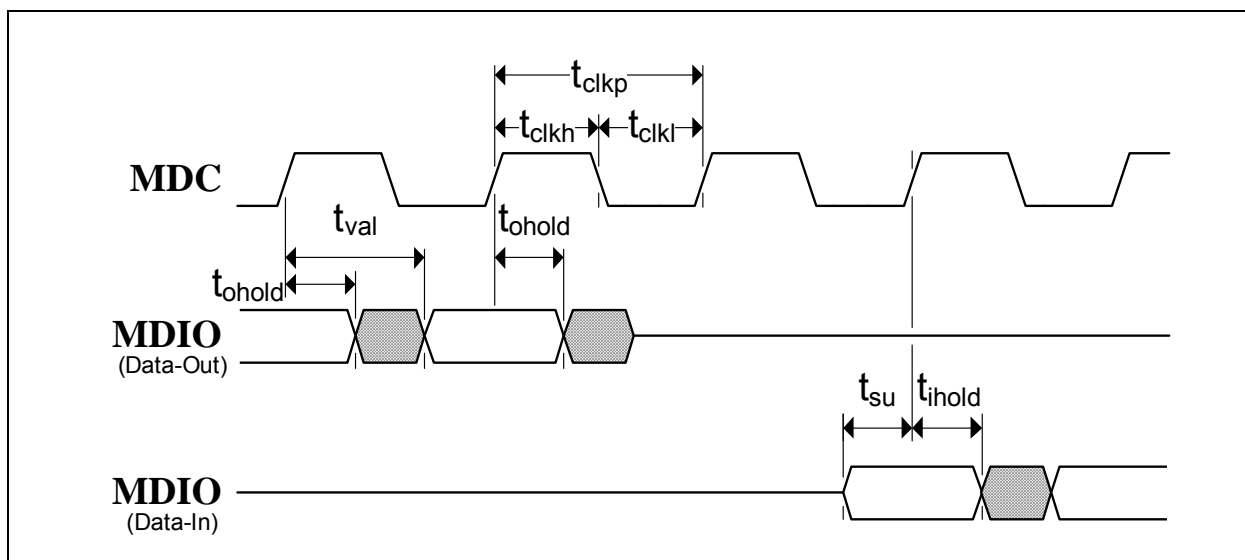 tclkp
tclkh tclkl
MDC
tval
tohold
tohold
MDIO
(Data-Out)
tsu tihold
MDIO
(Data-In)